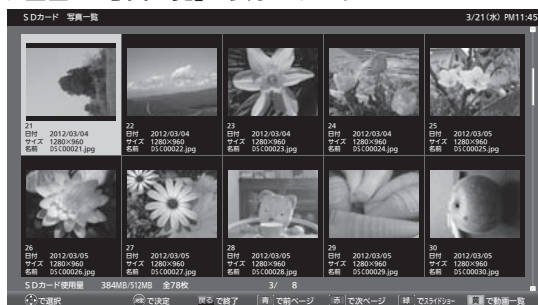 SDカード 写真一覧 3/21(水) PM11:45
21
日付 2012/03/04
サイズ 1280×960
名前 DSC00021.jpg
22
日付 2012/03/04
サイズ 1280×960
名前 DSC00022.jpg
23
日付 2012/03/04
サイズ 1280×960
名前 DSC00023.jpg
24
日付 2012/03/04
サイズ 1280×960
名前 DSC00024.jpg
25
日付 2012/03/05
サイズ 1280×960
名前 DSC00025.jpg
26
日付 2012/03/05
サイズ 1280×960
名前 DSC00026.jpg
27
日付 2012/03/05
サイズ 1280×960
名前 DSC00027.jpg
28
日付 2012/03/05
サイズ 1280×960
名前 DSC00028.jpg
29
日付 2012/03/05
サイズ 1280×960
名前 DSC00029.jpg
30
日付 2012/03/05
サイズ 1280×960
名前 DSC00030.jpg
SDカード使用量 384MB/512MB 全78枚 3/ 8
で選択 決定 で決定 戻る で終了 青 で前ページ 赤 で次ページ 緑 でスライドショー 黄 で動画一覧